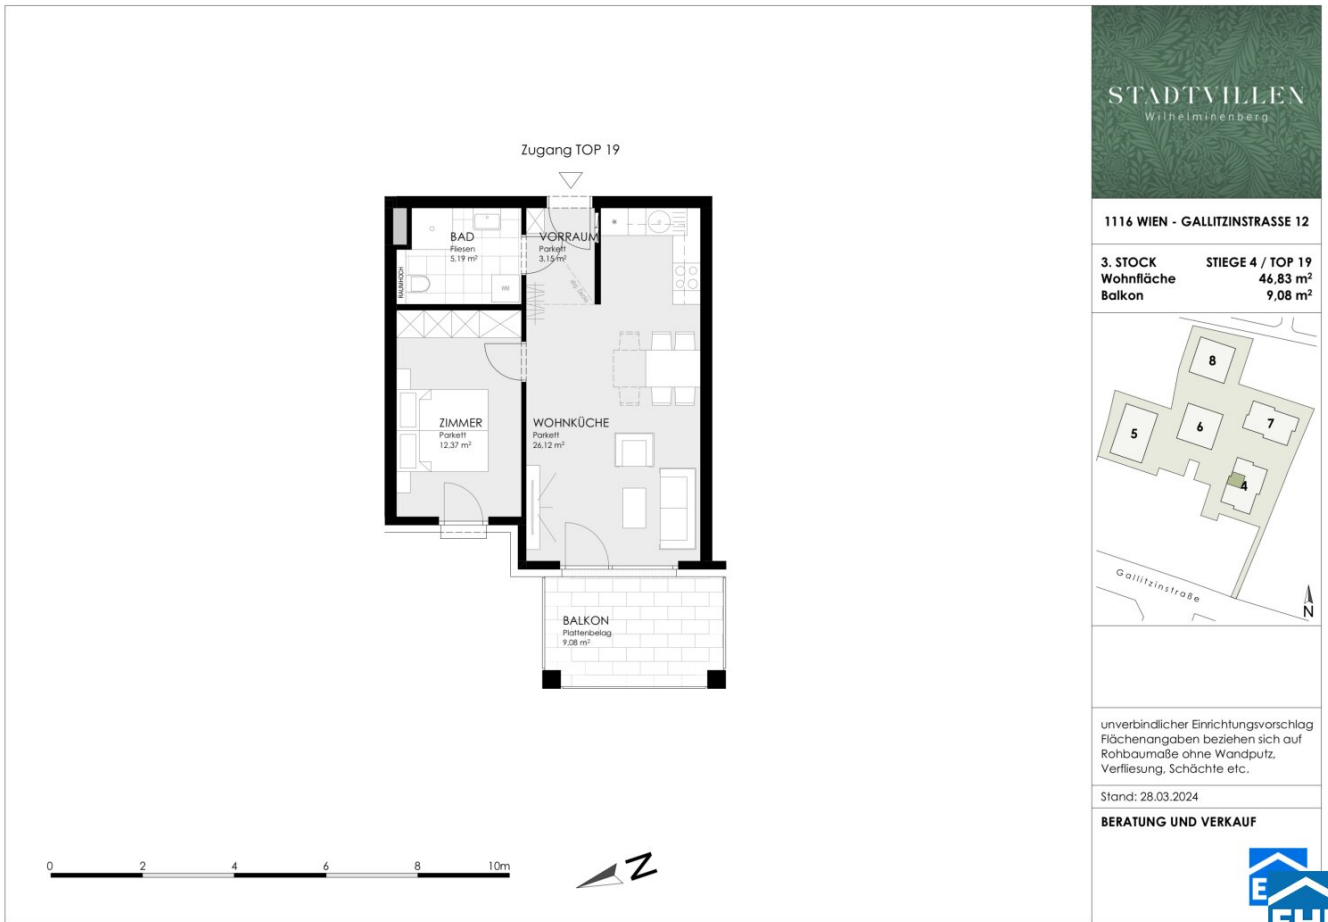 Zugang TOP 19
BAD
Fliesen
5,19 m²
VORRAUM
Parkett
3,15 m²
RAUMHOCH
WM
abg. Decke
ZIMMER
Parkett
12,37 m²
WOHNKÜCHE
Parkett
26,12 m²
BALKON
Plattenbelag
9,08 m²
0 2 4 6 8 10m
N
STADTVILLEN
Wilhelminenberg
1116 WIEN - GALLITZINSTRASSE 12
3. STOCK STIEGE 4 / TOP 19
Wohnfläche 46,83 m²
Balkon 9,08 m²
8
7
6
5
4
Gallitzinstraße
N
unverbindlicher Einrichtungsvorschlag
Flächenangaben beziehen sich auf
Rohbaumaße ohne Wandputz,
Verfliesung, Schächte etc.
Stand: 28.03.2024
BERATUNG UND VERKAUF